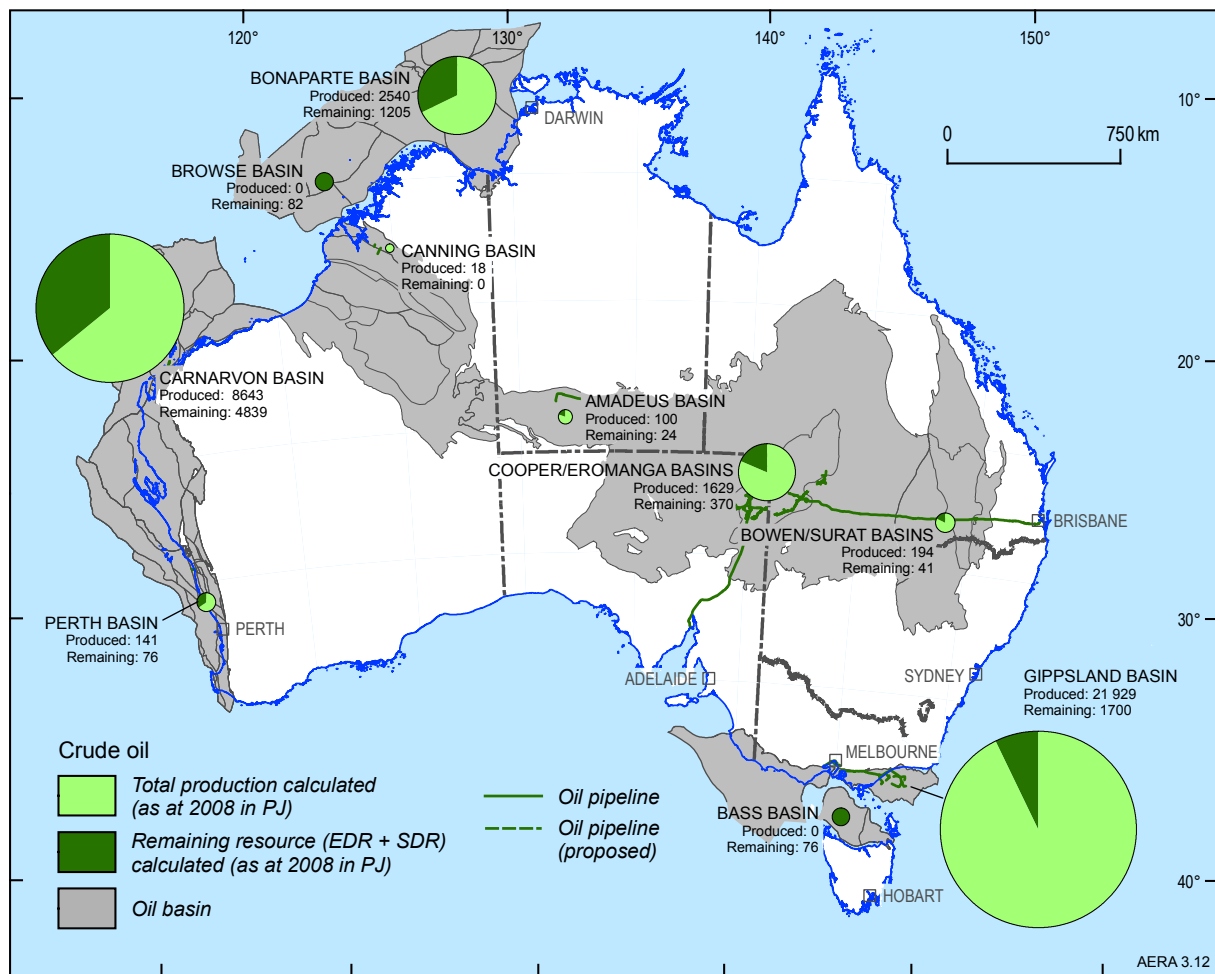 120°
130°
140°
150°
BONAPARTE BASIN
Produced: 2540
Remaining: 1205
10°
DARWIN
0
750 km
BROWSE BASIN
Produced: 0
Remaining: 82
CANNING BASIN
Produced: 18
Remaining: 0
20°
CARNARVON BASIN
Produced: 8643
Remaining: 4839
AMADEUS BASIN
Produced: 100
Remaining: 24
COOPER/EROMANGA BASINS
Produced: 1629
Remaining: 370
BRISBANE
BOWEN/SURAT BASINS
Produced: 194
Remaining: 41
PERTH BASIN
Produced: 141
Remaining: 76
PERTH
30°
ADELAIDE
SYDNEY
GIPPSLAND BASIN
Produced: 21 929
Remaining: 1700
MELBOURNE
BASS BASIN
Produced: 0
Remaining: 76
HOBART
40°
Crude oil
Total production calculated
(as at 2008 in PJ)
Remaining resource (EDR + SDR)
calculated (as at 2008 in PJ)
Oil basin
Oil pipeline
Oil pipeline
(proposed)
AERA 3.12